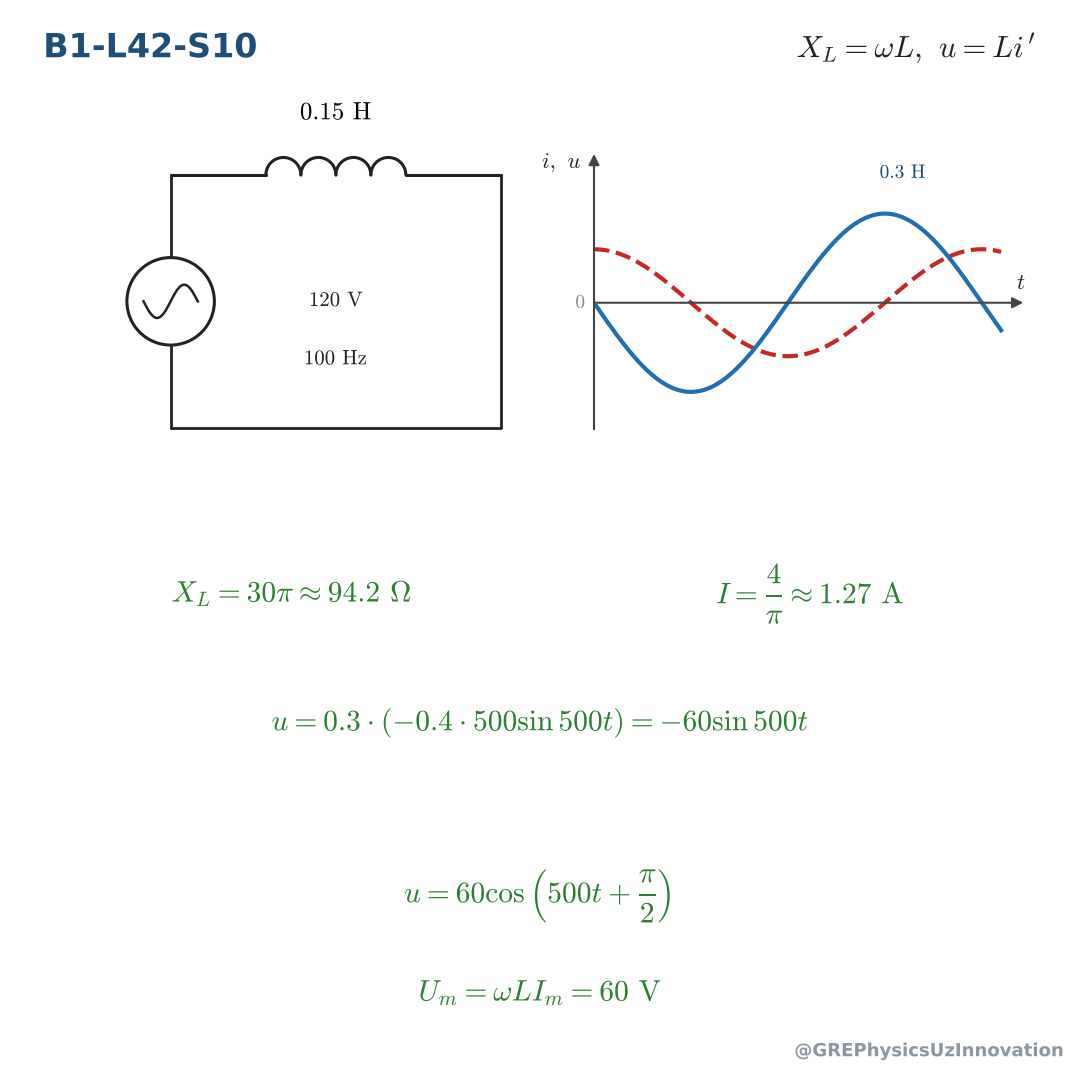 B1-L42-S10
X_L = ωL, u = Li′
0.15 H
i, u
0.3 H
120 V
0
t
100 Hz
X_L = 30π ≈ 94.2 Ω
I = 4/π ≈ 1.27 A
u = 0.3 · (−0.4 · 500sin 500t) = −60sin 500t
u = 60cos (500t + π/2)
U_m = ωLI_m = 60 V
@GREPhysicsUzInnovation